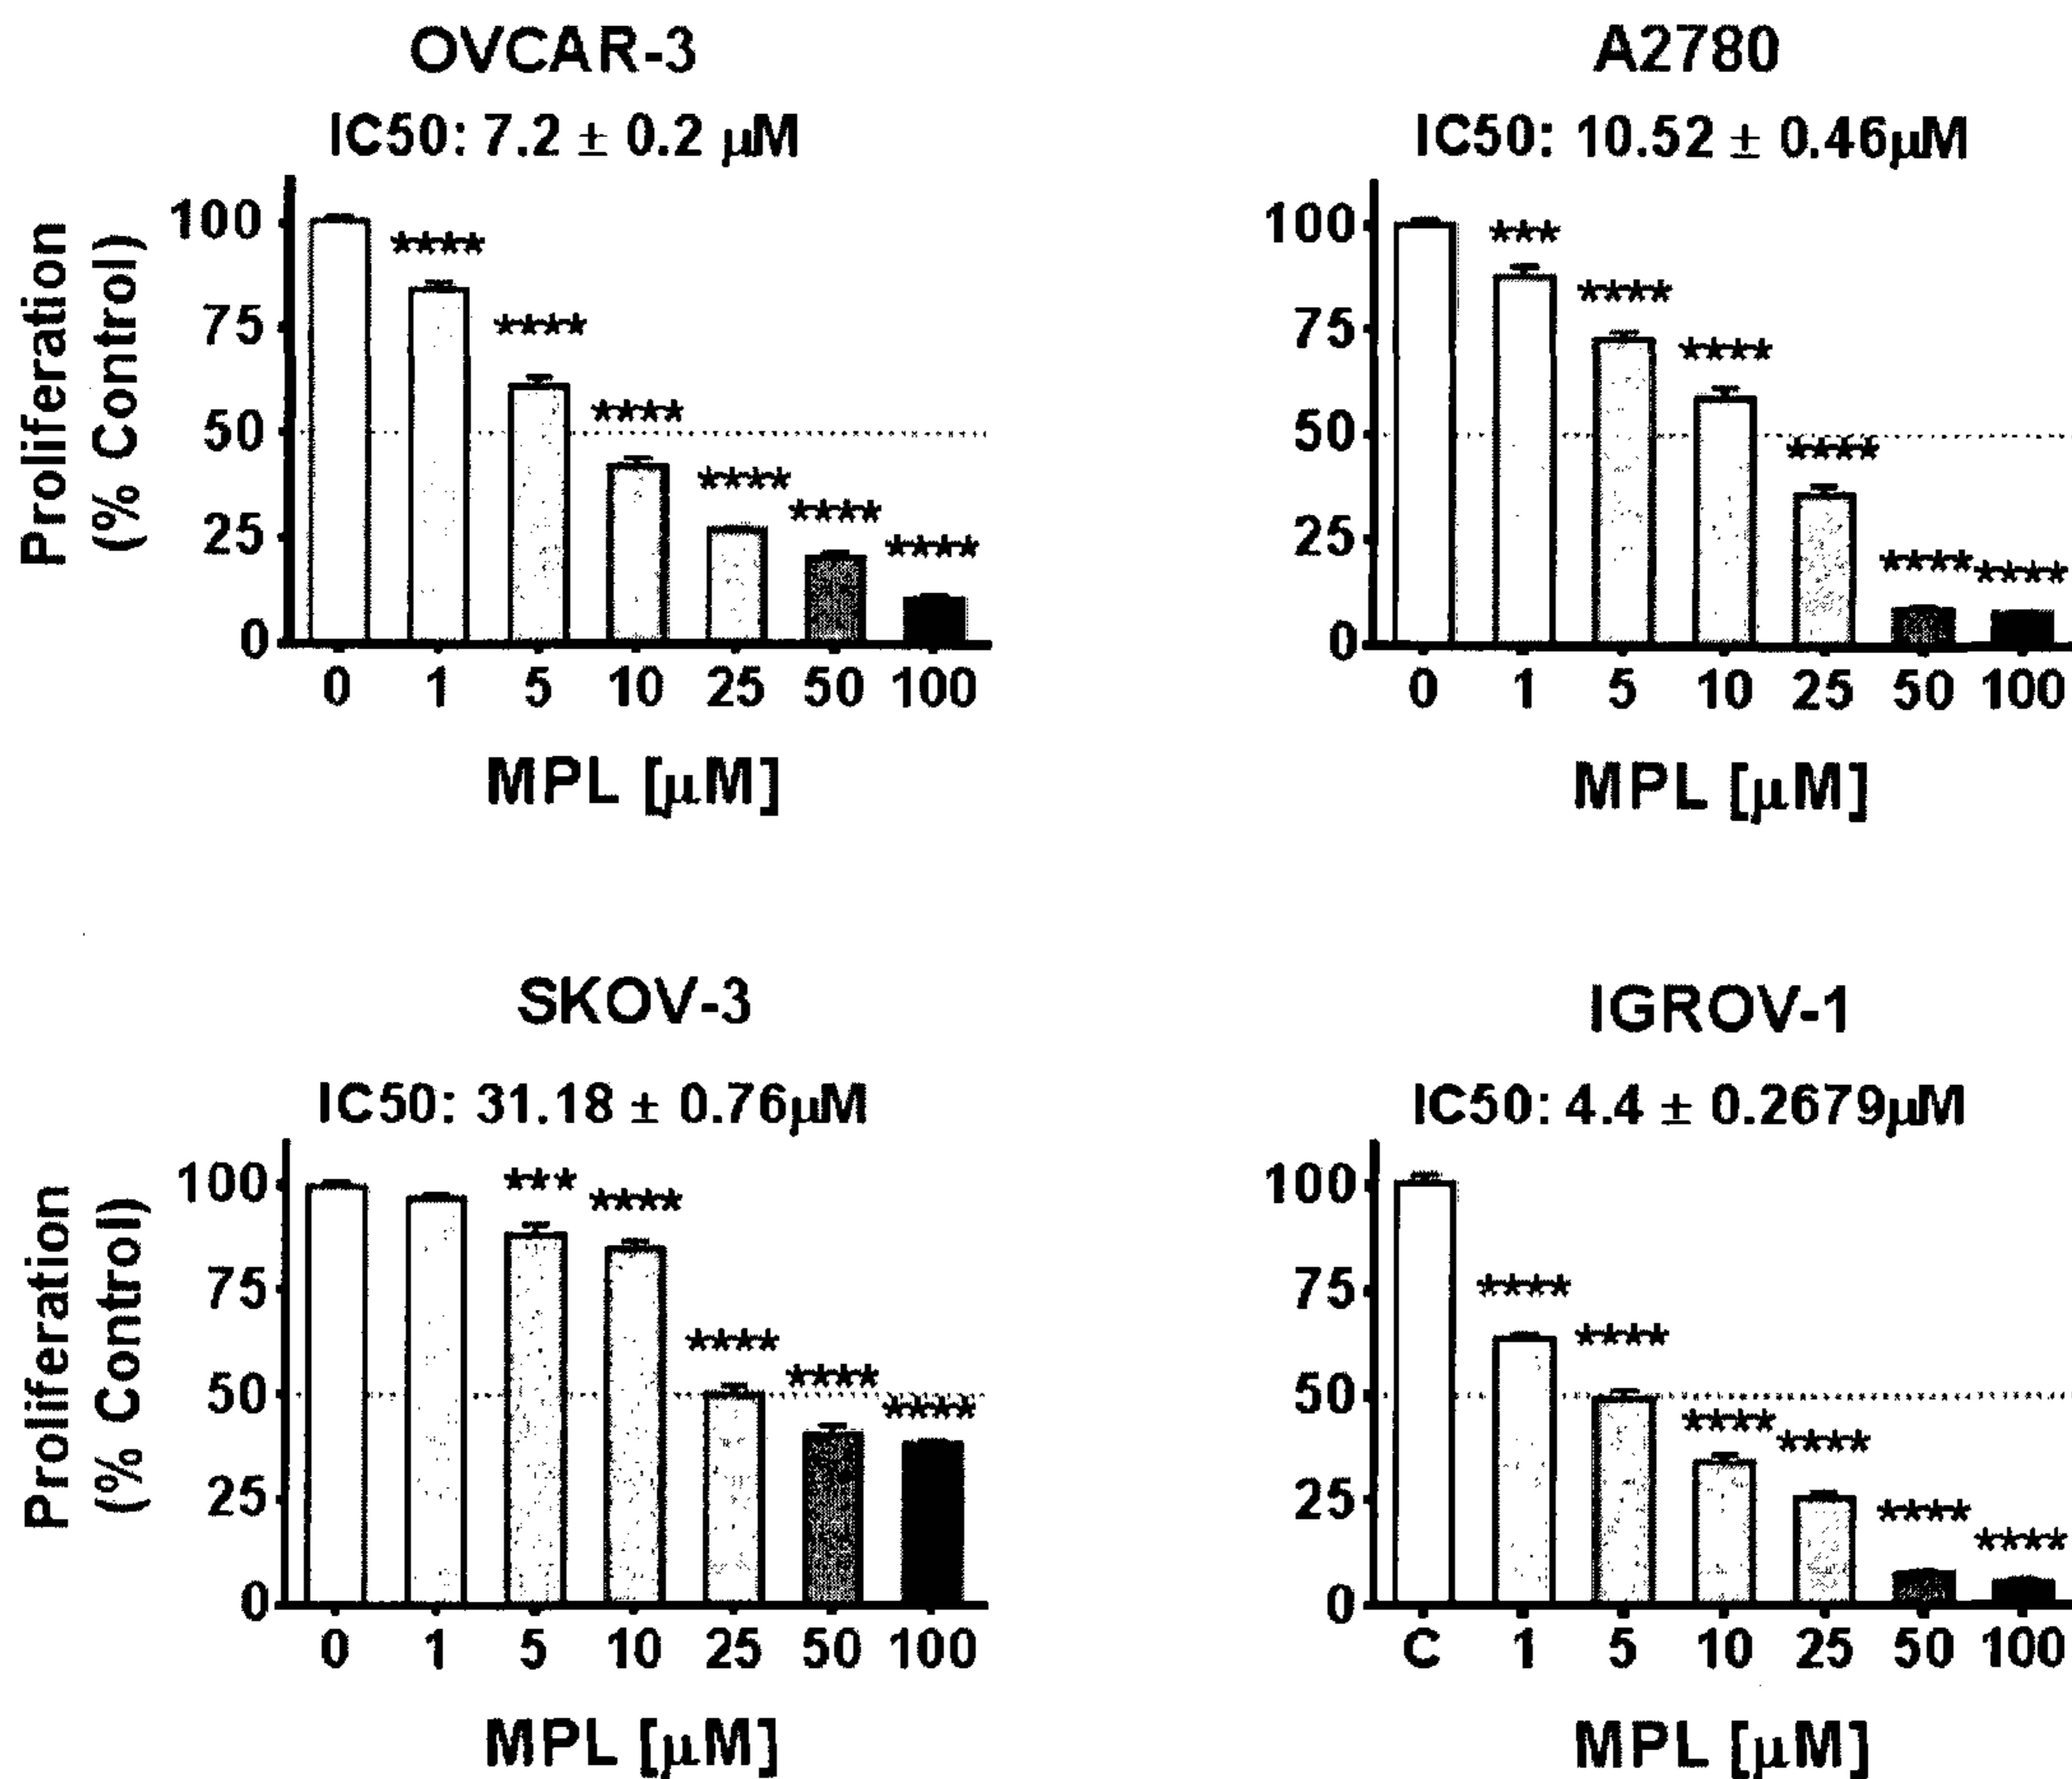 OVCAR-3
IC50: 7.2 ± 0.2 μM
Proliferation
(% Control)
100
75
50
25
0
****
****
****
****
****
****
0 1 5 10 25 50 100
MPL [μM]
A2780
IC50: 10.52 ± 0.46μM
100
75
50
25
0
***
****
****
****
****
****
0 1 5 10 25 50 100
MPL [μM]
SKOV-3
IC50: 31.18 ± 0.76μM
Proliferation
(% Control)
100
75
50
25
0
***
****
****
****
****
0 1 5 10 25 50 100
MPL [μM]
IGROV-1
IC50: 4.4 ± 0.2679μM
100
75
50
25
0
****
****
****
****
****
****
C 1 5 10 25 50 100
MPL [μM]